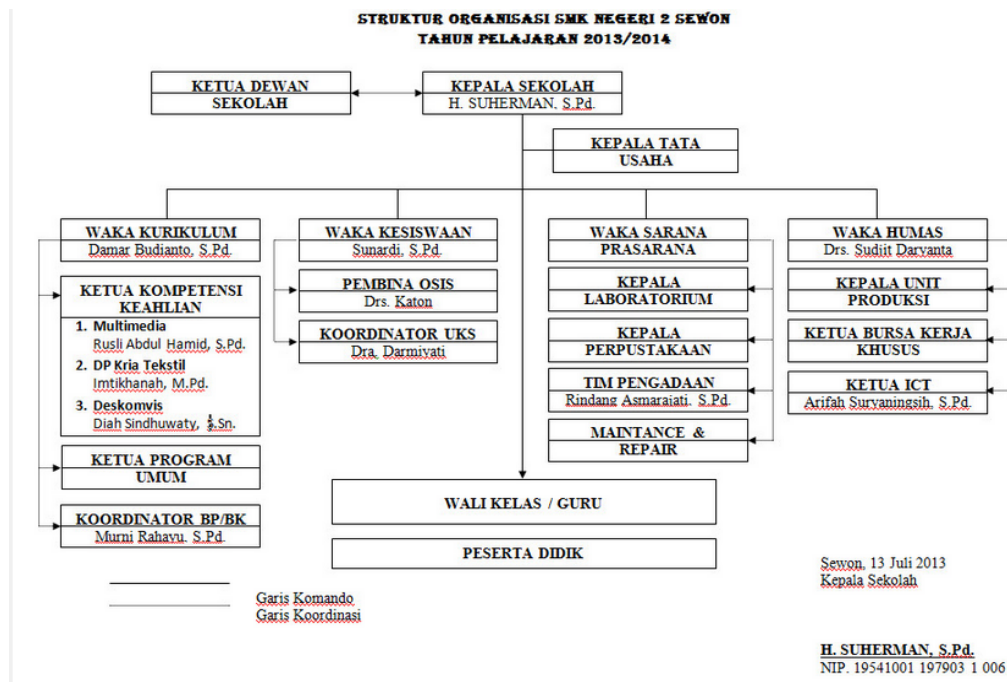 STRUKTUR ORGANISASI SMK NEGERI 2 SEWON
TAHUN PELAJARAN 2013/2014
KETUA DEWAN
SEKOLAH
KEPALA SEKOLAH
H. SUHERMAN, S.Pd.
KEPALA TATA
USAHA
WAKA KURIKULUM
Damar Budianto, S.Pd.
KETUA KOMPETENSI
KEAHLIAN
1. Multimedia
Rusli Abdul Hamid, S.Pd.
2. DP Kria Tekstil
Imtikhanah, M.Pd.
3. Deskomvis
Diah Sindhuwaty, S.Sn.
KETUA PROGRAM
UMUM
KOORDINATOR BP/BK
Murni Rahayu. S.Pd.
WAKA KESISWAAN
Sunardi, S.Pd.
PEMBINA OSIS
Drs. Katon
KOORDINATOR UKS
Dra. Darmiyati
WAKA SARANA
PRASARANA
KEPALA
LABORATORIUM
KEPALA
PERPUSTAKAAN
TIM PENGADAAN
Rindang Asmarajati. S.Pd.
MAINTANCE &
REPAIR
WAKA HUMAS
Drs. Sudjit Daryanta
KEPALA UNIT
PRODUKSI
KETUA BURSA KERJA
KHUSUS
KETUA ICT
Arifah Suryaningsih, S.Pd.
WALI KELAS / GURU
PESERTA DIDIK
Garis Komando
Garis Koordinasi
Sewon, 13 Juli 2013
Kepala Sekolah
H. SUHERMAN, S.Pd.
NIP. 19541001 197903 1 006